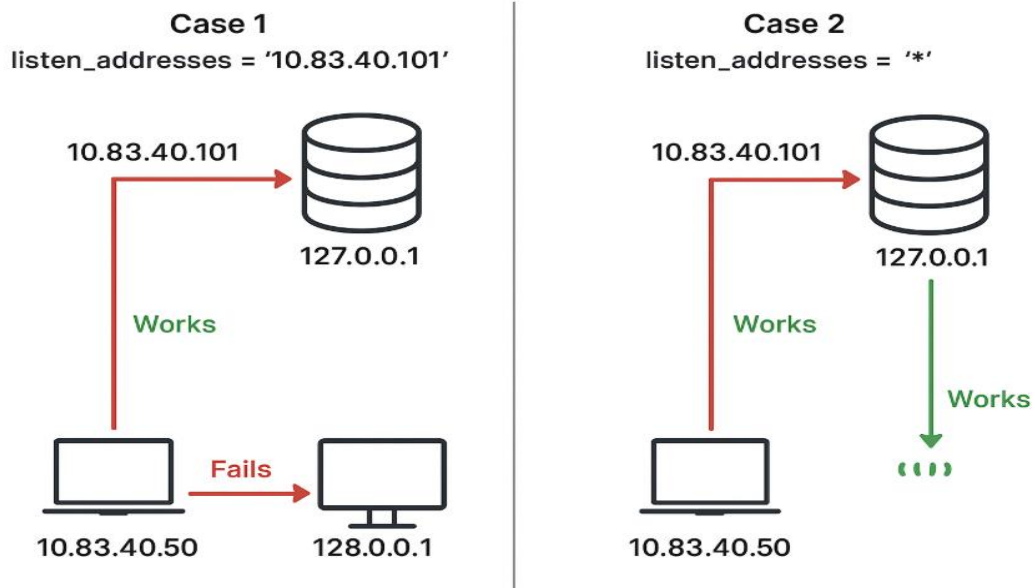 Case 1
listen_addresses = ‘10.83.40.101’
10.83.40.101
127.0.0.1
Works
Fails
10.83.40.50
128.0.0.1
Case 2
listen_addresses = ‘*’
10.83.40.101
127.0.0.1
Works
Works
10.83.40.50